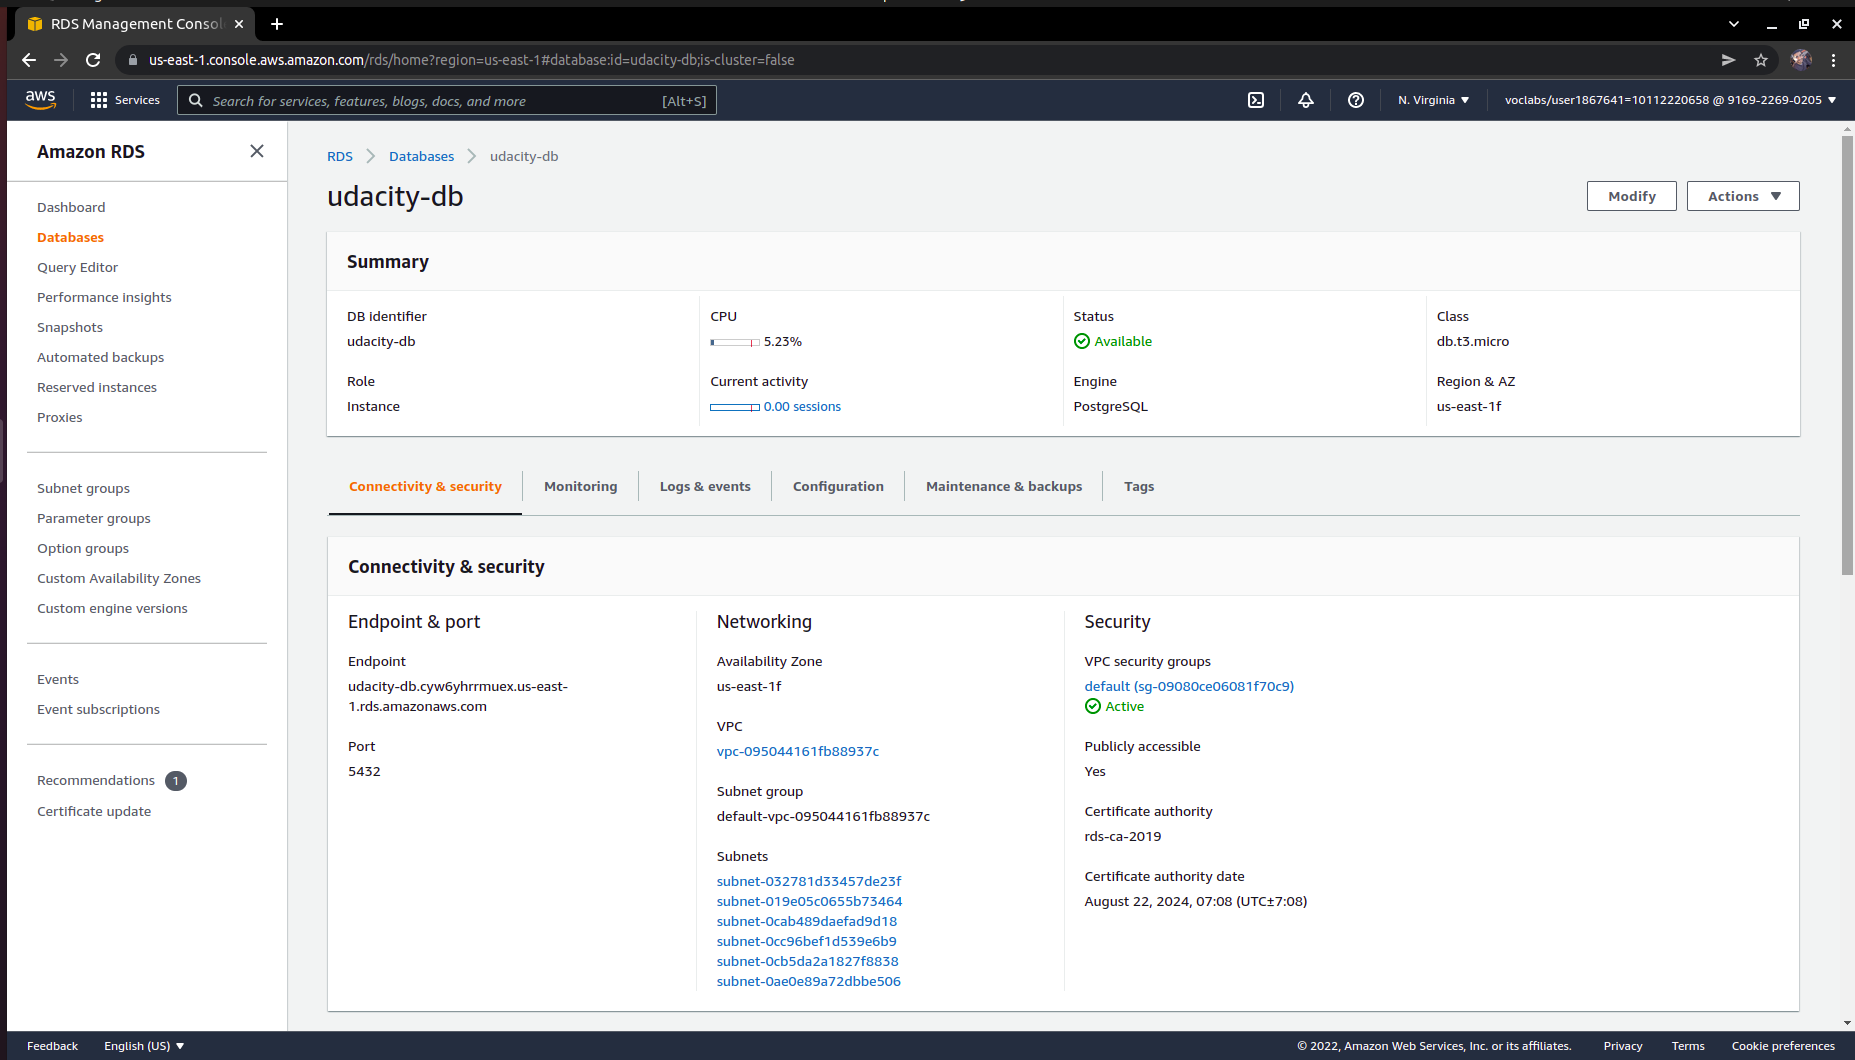 RDS Management Consol
us-east-1.console.aws.amazon.com/rds/home?region=us-east-1#database:id=udacity-db;is-cluster=false
aws
Services
Search for services, features, blogs, docs, and more
[Alt+S]
N. Virginia
voclabs/user1867641=10112220658 @ 9169-2269-0205
Amazon RDS
Dashboard
Databases
Query Editor
Performance insights
Snapshots
Automated backups
Reserved instances
Proxies
Subnet groups
Parameter groups
Option groups
Custom Availability Zones
Custom engine versions
Events
Event subscriptions
Recommendations 1
Certificate update
RDS
Databases
udacity-db
udacity-db
Modify
Actions
Summary
DB identifier
udacity-db
CPU
5.23%
Status
Available
Class
db.t3.micro
Role
Instance
Current activity
0.00 sessions
Engine
PostgreSQL
Region & AZ
us-east-1f
Connectivity & security
Monitoring
Logs & events
Configuration
Maintenance & backups
Tags
Connectivity & security
Endpoint & port
Endpoint
udacity-db.cyw6yhrrmuex.us-east-
1.rds.amazonaws.com
Port
5432
Networking
Availability Zone
us-east-1f
VPC
vpc-095044161fb88937c
Subnet group
default-vpc-095044161fb88937c
Subnets
subnet-032781d33457de23f
subnet-019e05c0655b73464
subnet-0cab489daefad9d18
subnet-0cc96bef1d539e6b9
subnet-0cb5da2a1827f8838
subnet-0ae0e89a72dbbe506
Security
VPC security groups
default (sg-09080ce06081f70c9)
Active
Publicly accessible
Yes
Certificate authority
rds-ca-2019
Certificate authority date
August 22, 2024, 07:08 (UTC±7:08)
Feedback
English (US)
© 2022, Amazon Web Services, Inc. or its affiliates.
Privacy
Terms
Cookie preferences